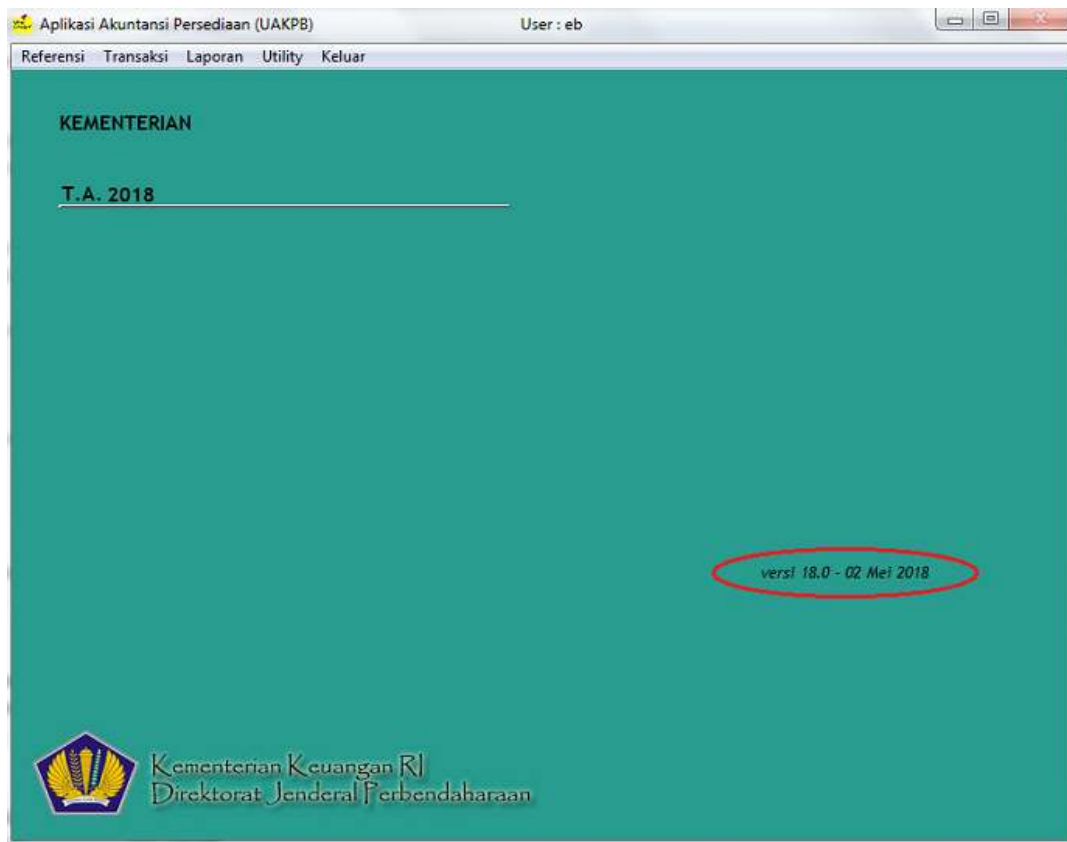 Aplikasi Akuntansi Persediaan (UAKPB) User : eb
Referensi Transaksi Laporan Utility Keluar
KEMENTERIAN
T.A. 2018
versi 18.0 - 02 Mei 2018
Kementerian Keuangan RI
Direktorat Jenderal Perbendaharaan